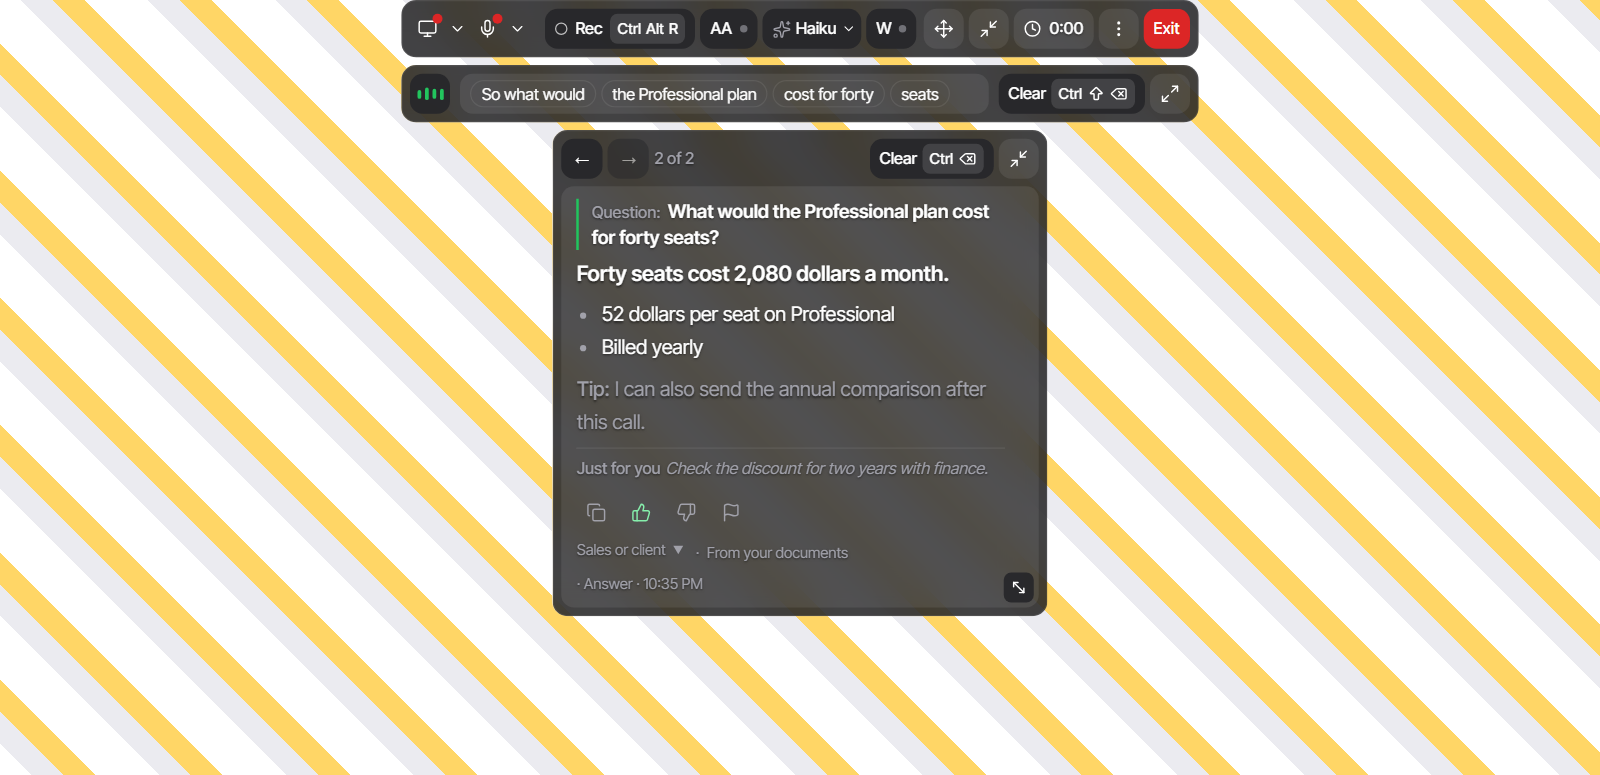 Rec Ctrl Alt R AA Haiku W 0:00 Exit
So what would the Professional plan cost for forty seats Clear Ctrl
← → 2 of 2 Clear Ctrl
Question: What would the Professional plan cost
for forty seats?
Forty seats cost 2,080 dollars a month.
• 52 dollars per seat on Professional
• Billed yearly
Tip: I can also send the annual comparison after
this call.
Just for you Check the discount for two years with finance.
Sales or client ▼ · From your documents
· Answer · 10:35 PM